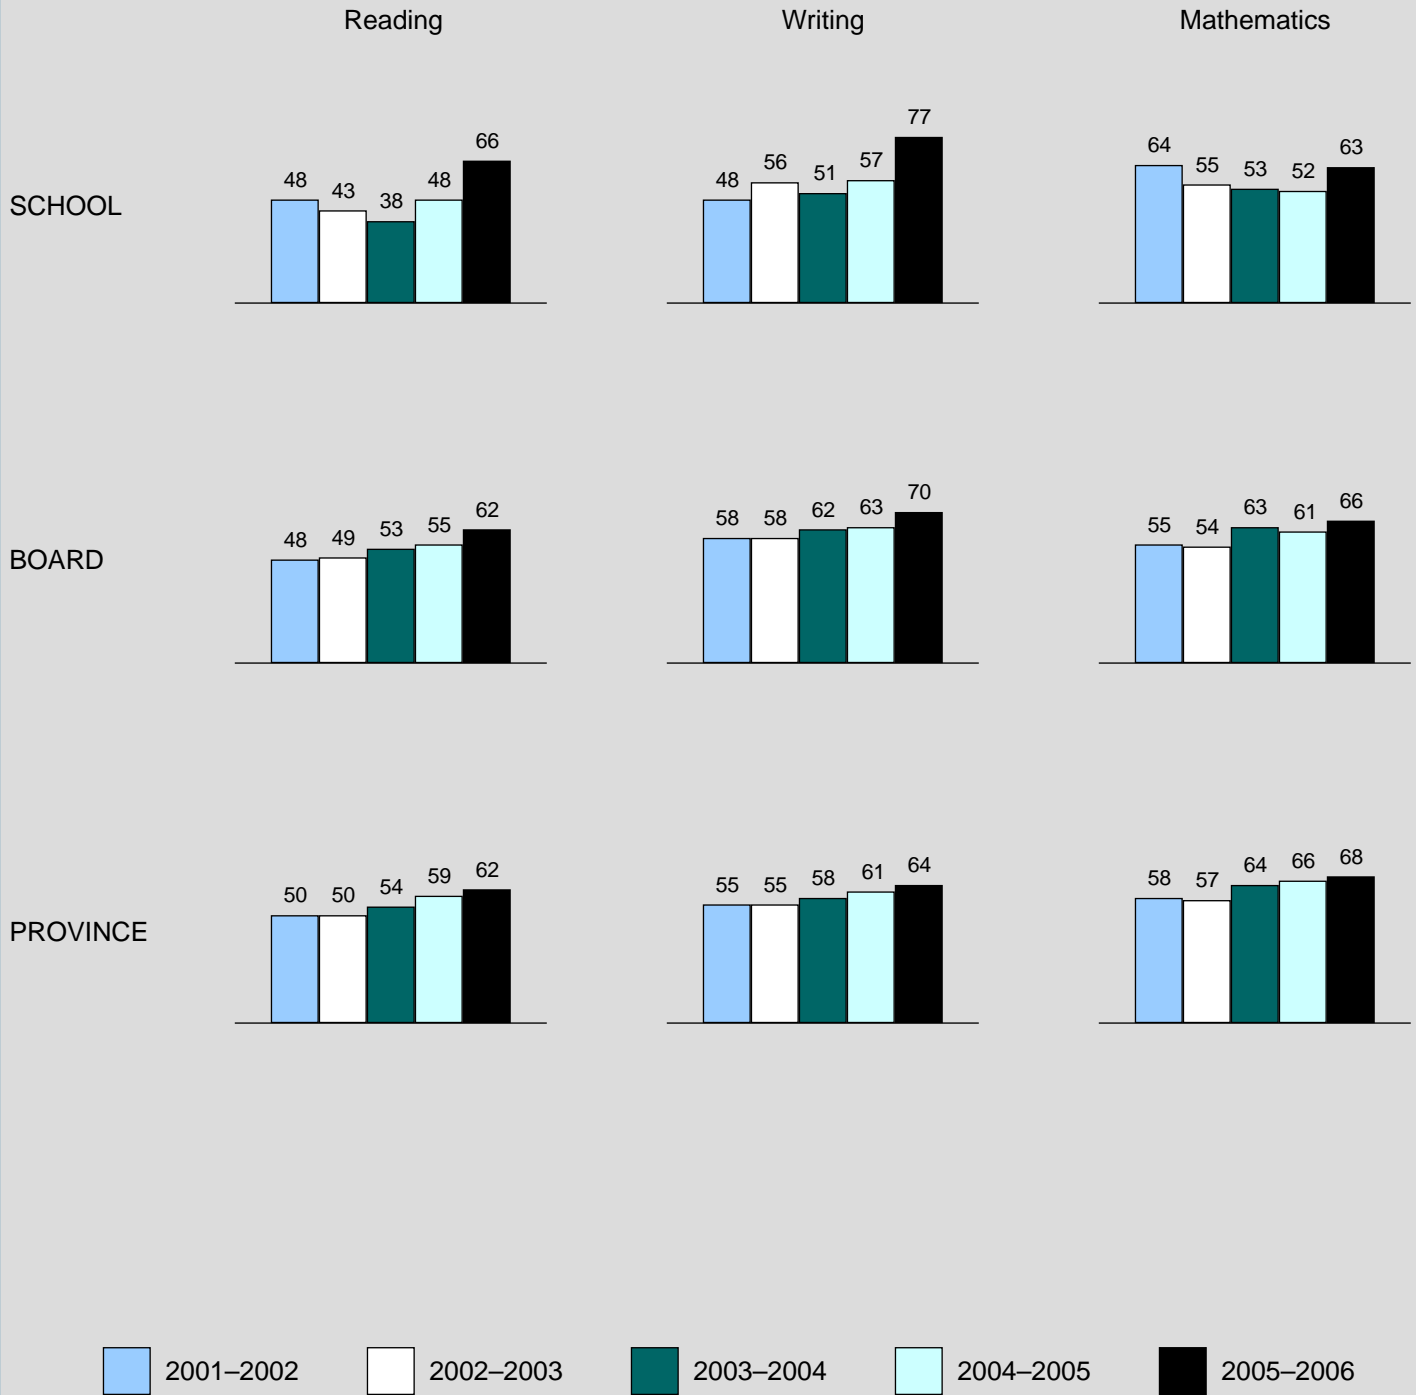 Reading Writing Mathematics
SCHOOL
48 43 38 48 66
48 56 51 57 77
64 55 53 52 63
BOARD
48 49 53 55 62
58 58 62 63 70
55 54 63 61 66
PROVINCE
50 50 54 59 62
55 55 58 61 64
58 57 64 66 68
2001–2002 2002–2003 2003–2004 2004–2005 2005–2006